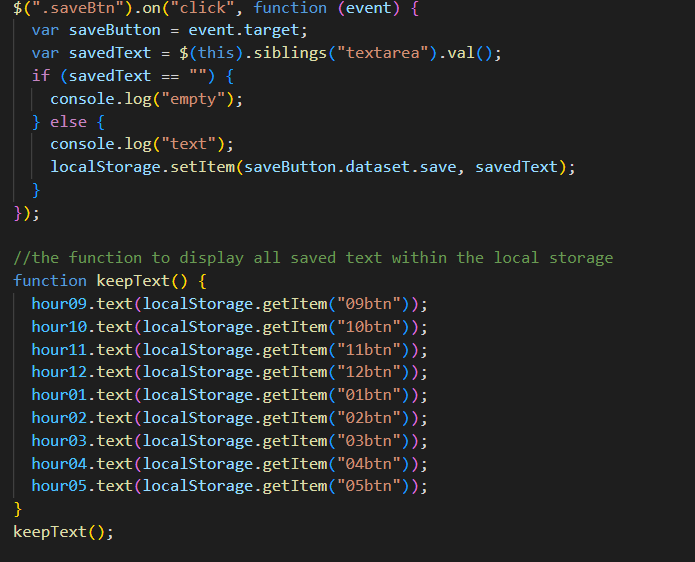 $(".saveBtn").on("click", function (event) {
  var saveButton = event.target;
  var savedText = $(this).siblings("textarea").val();
  if (savedText == "") {
    console.log("empty");
  } else {
    console.log("text");
    localStorage.setItem(saveButton.dataset.save, savedText);
  }
});

//the function to display all saved text within the local storage
function keepText() {
  hour09.text(localStorage.getItem("09btn"));
  hour10.text(localStorage.getItem("10btn"));
  hour11.text(localStorage.getItem("11btn"));
  hour12.text(localStorage.getItem("12btn"));
  hour01.text(localStorage.getItem("01btn"));
  hour02.text(localStorage.getItem("02btn"));
  hour03.text(localStorage.getItem("03btn"));
  hour04.text(localStorage.getItem("04btn"));
  hour05.text(localStorage.getItem("05btn"));
}
keepText();